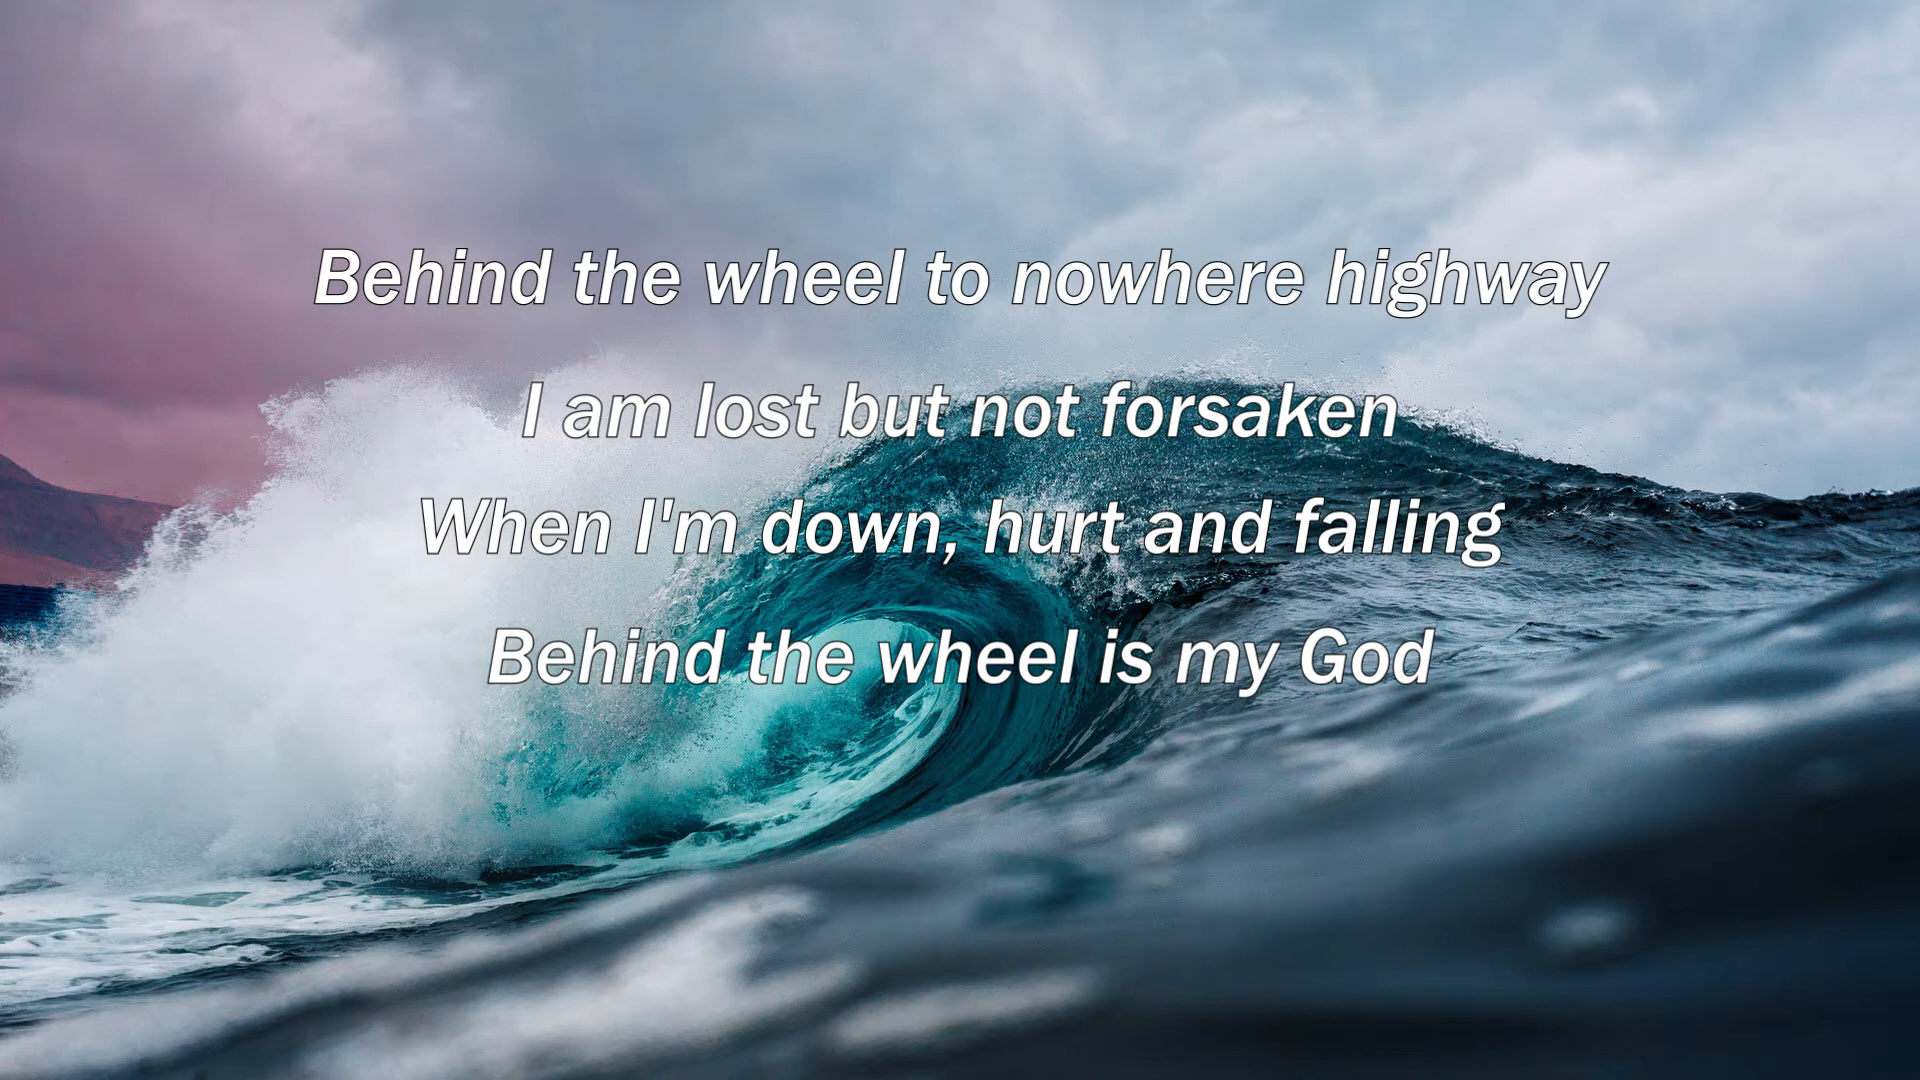 Behind the wheel to nowhere highway
I am lost but not forsaken
When I'm down, hurt and falling
Behind the wheel is my God